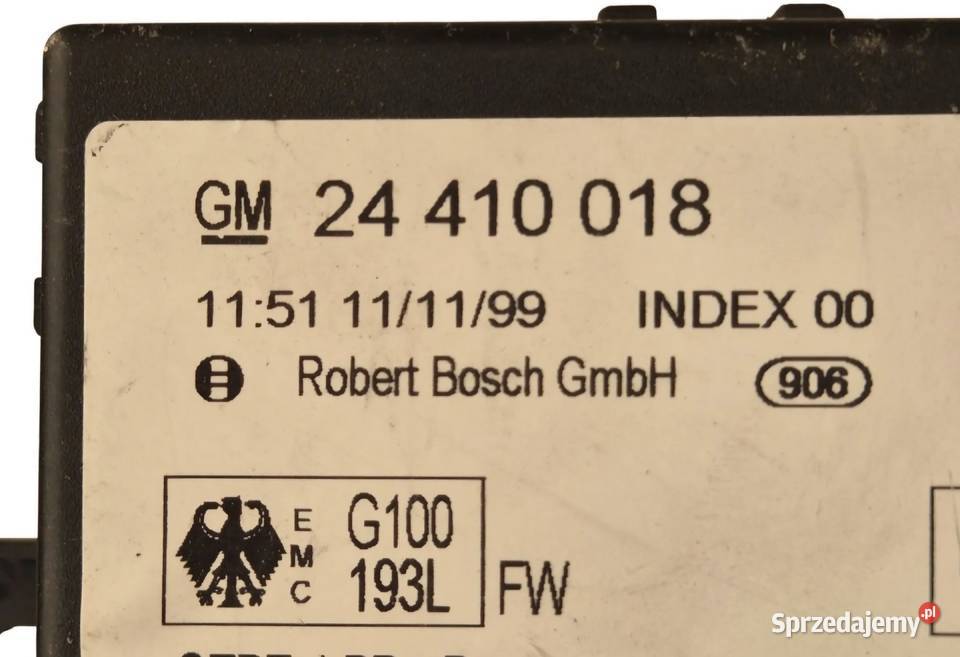 GM 24 410 018
11:51 11/11/99 INDEX 00
Robert Bosch GmbH 906
E M C G100
193L FW
Sprzedajemy.pl